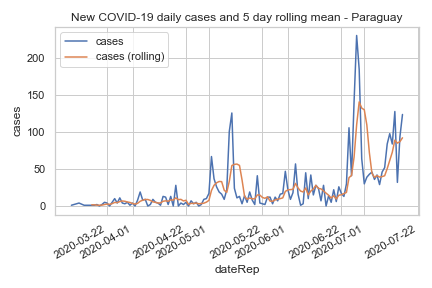 New COVID-19 daily cases and 5 day rolling mean - Paraguay
cases
cases (rolling)
200
150
100
50
0
cases
2020-03-22
2020-04-01
2020-04-22
2020-05-01
2020-05-22
2020-06-01
2020-06-22
2020-07-01
2020-07-22
dateRep